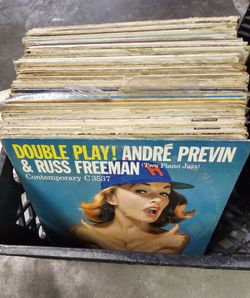 DOUBLE PLAY! ANDRÉ PREVIN
& RUSS FREEMAN (Two Piano Jazz)
Contemporary C3537